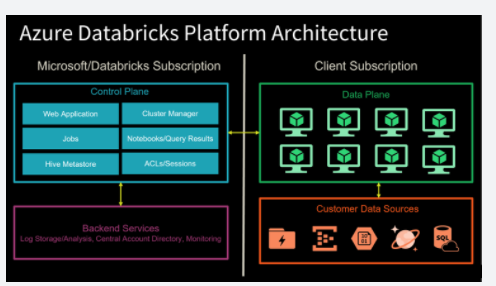 Azure Databricks Platform Architecture
Microsoft/Databricks Subscription
Client Subscription
Control Plane
Web Application
Cluster Manager
Jobs
Notebooks/Query Results
Hive Metastore
ACLs/Sessions
Data Plane
Backend Services
Log Storage/Analysis, Central Account Directory, Monitoring
Customer Data Sources
10
01
SQL